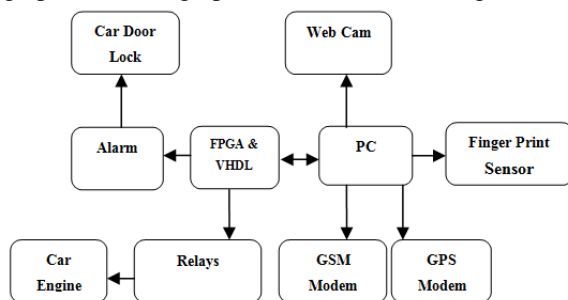 Car Door
Lock
Web Cam
Alarm
FPGA &
VHDL
PC
Finger Print
Sensor
Car
Engine
Relays
GSM
Modem
GPS
Modem